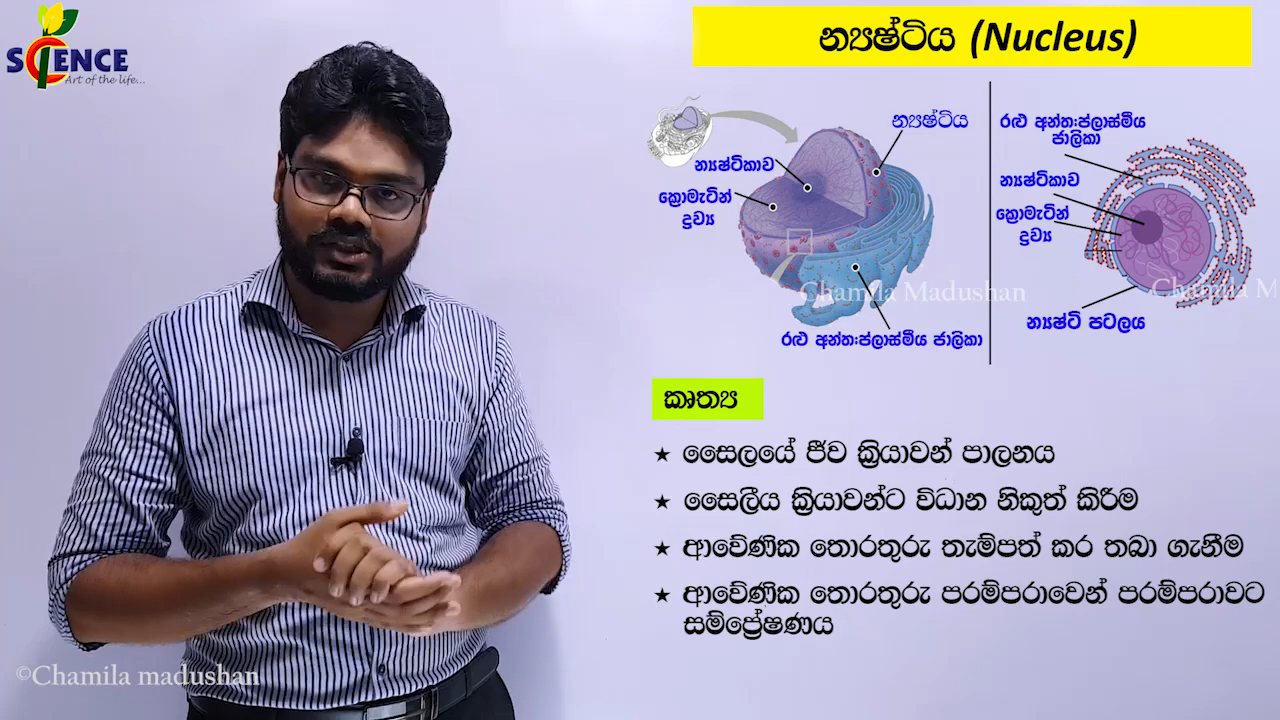 SCIENCE
Art of the life...
න්‍යෂ්ටිය (Nucleus)
න්‍යෂ්ටිය
න්‍යෂ්ටිකාව
ක්‍රොමැටින්
ද්‍රව්‍ය
රළු අන්තඃප්ලාස්මීය ජාලිකා
Chamila Madushan
රළු අන්තඃප්ලාස්මීය
ජාලිකා
න්‍යෂ්ටිකාව
ක්‍රොමැටින්
ද්‍රව්‍ය
න්‍යෂ්ටි පටලය
Chamila M
කෘත්‍ය
★ සෛලයේ ජීව ක්‍රියාවන් පාලනය
★ සෛලීය ක්‍රියාවන්ට විධාන නිකුත් කිරීම
★ ආවේණික තොරතුරු තැම්පත් කර තබා ගැනීම
★ ආවේණික තොරතුරු පරම්පරාවෙන් පරම්පරාවට
සම්ප්‍රේෂණය
©Chamila madushan